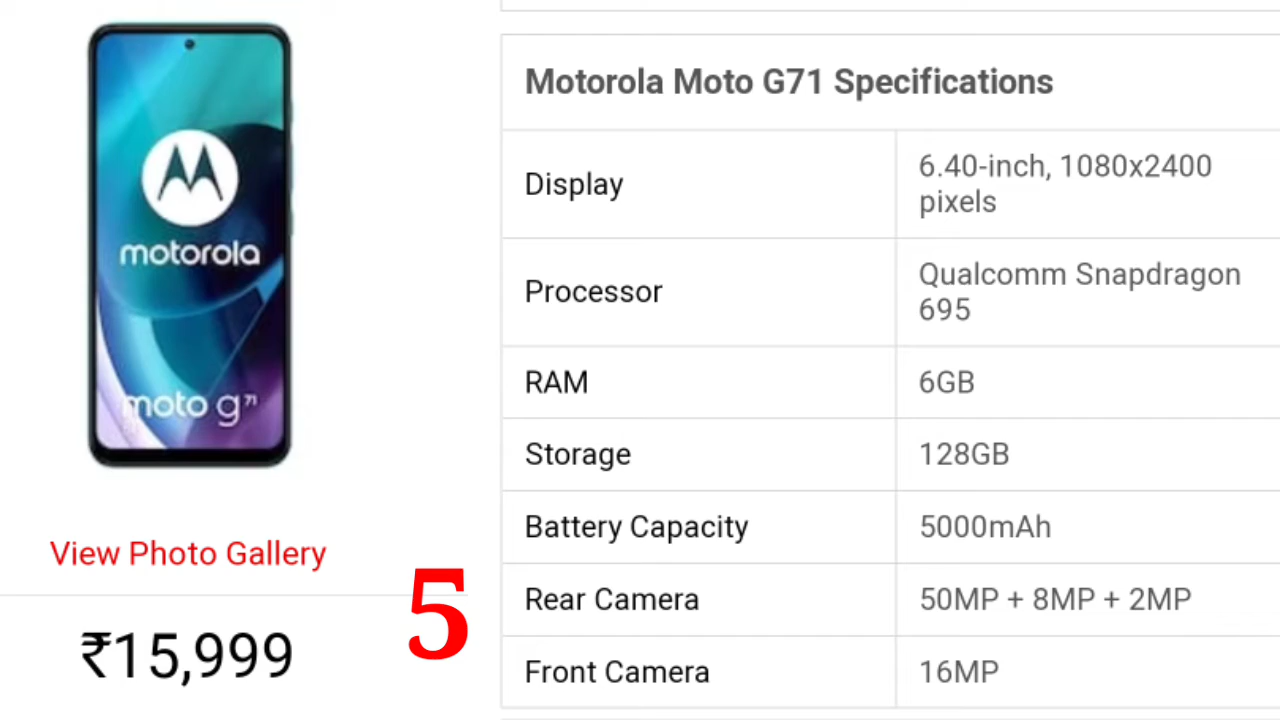 motorola
moto g71
View Photo Gallery
₹15,999
5
Motorola Moto G71 Specifications
Display
6.40-inch, 1080x2400
pixels
Processor
Qualcomm Snapdragon
695
RAM
6GB
Storage
128GB
Battery Capacity
5000mAh
Rear Camera
50MP + 8MP + 2MP
Front Camera
16MP